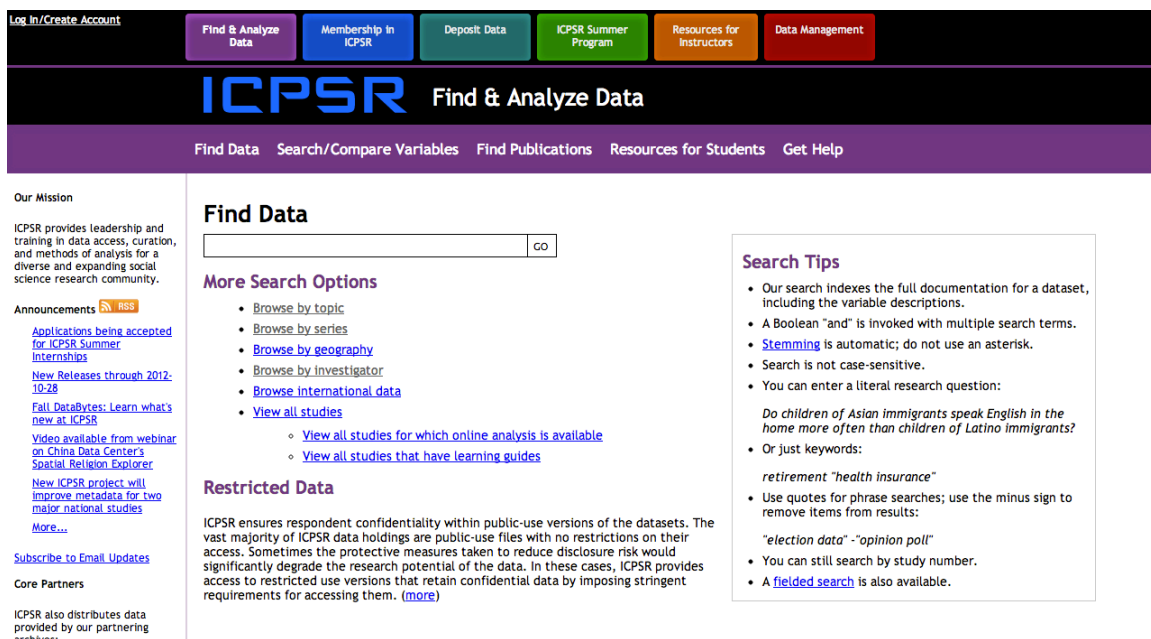 Log In/Create Account
Find & Analyze
Data
Membership in
ICPSR
Deposit Data
ICPSR Summer
Program
Resources for
Instructors
Data Management
ICPSR
Find & Analyze Data
Find Data
Search/Compare Variables
Find Publications
Resources for Students
Get Help
Our Mission
ICPSR provides leadership and
training in data access, curation,
and methods of analysis for a
diverse and expanding social
science research community.
Announcements RSS
Applications being accepted
for ICPSR Summer
Internships
New Releases through 2012-
10-28
Fall DataBytes: Learn what's
new at ICPSR
Video available from webinar
on China Data Center's
Spatial Religion Explorer
New ICPSR project will
improve metadata for two
major national studies
More...
Subscribe to Email Updates
Core Partners
ICPSR also distributes data
provided by our partnering
archives:
Find Data
GO
More Search Options
• Browse by topic
• Browse by series
• Browse by geography
• Browse by investigator
• Browse international data
• View all studies
◦ View all studies for which online analysis is available
◦ View all studies that have learning guides
Restricted Data
ICPSR ensures respondent confidentiality within public-use versions of the datasets. The
vast majority of ICPSR data holdings are public-use files with no restrictions on their
access. Sometimes the protective measures taken to reduce disclosure risk would
significantly degrade the research potential of the data. In these cases, ICPSR provides
access to restricted use versions that retain confidential data by imposing stringent
requirements for accessing them. (more)
Search Tips
• Our search indexes the full documentation for a dataset,
including the variable descriptions.
• A Boolean "and" is invoked with multiple search terms.
• Stemming is automatic; do not use an asterisk.
• Search is not case-sensitive.
• You can enter a literal research question:
Do children of Asian immigrants speak English in the
home more often than children of Latino immigrants?
• Or just keywords:
retirement "health insurance"
• Use quotes for phrase searches; use the minus sign to
remove items from results:
"election data" -"opinion poll"
• You can still search by study number.
• A fielded search is also available.